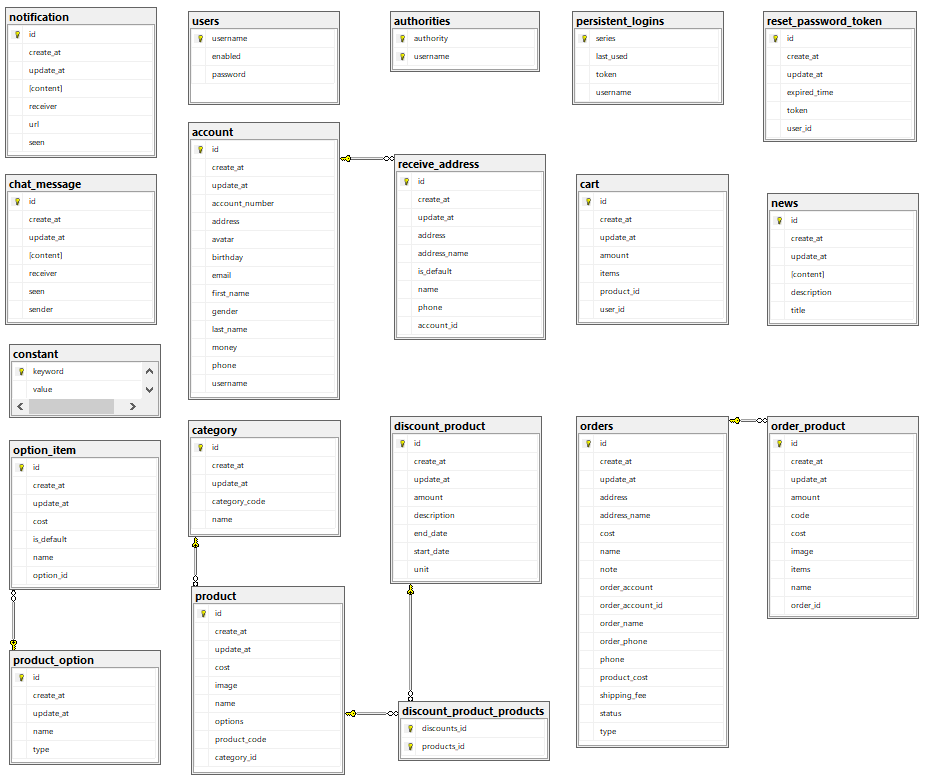 notification
id
create_at
update_at
[content]
receiver
url
seen
users
username
enabled
password
authorities
authority
username
persistent_logins
series
last_used
token
username
reset_password_token
id
create_at
update_at
expired_time
token
user_id
account
id
create_at
update_at
account_number
address
avatar
birthday
email
first_name
gender
last_name
money
phone
username
receive_address
id
create_at
update_at
address
address_name
is_default
name
phone
account_id
chat_message
id
create_at
update_at
[content]
receiver
seen
sender
cart
id
create_at
update_at
amount
items
product_id
user_id
news
id
create_at
update_at
[content]
description
title
constant
keyword
value
option_item
id
create_at
update_at
cost
is_default
name
option_id
category
id
create_at
update_at
category_code
name
discount_product
id
create_at
update_at
amount
description
end_date
start_date
unit
orders
id
create_at
update_at
address
address_name
cost
name
note
order_account
order_account_id
order_name
order_phone
phone
product_cost
shipping_fee
status
type
order_product
id
create_at
update_at
amount
code
cost
image
items
name
order_id
product_option
id
create_at
update_at
name
type
product
id
create_at
update_at
cost
image
name
options
product_code
category_id
discount_product_products
discounts_id
products_id